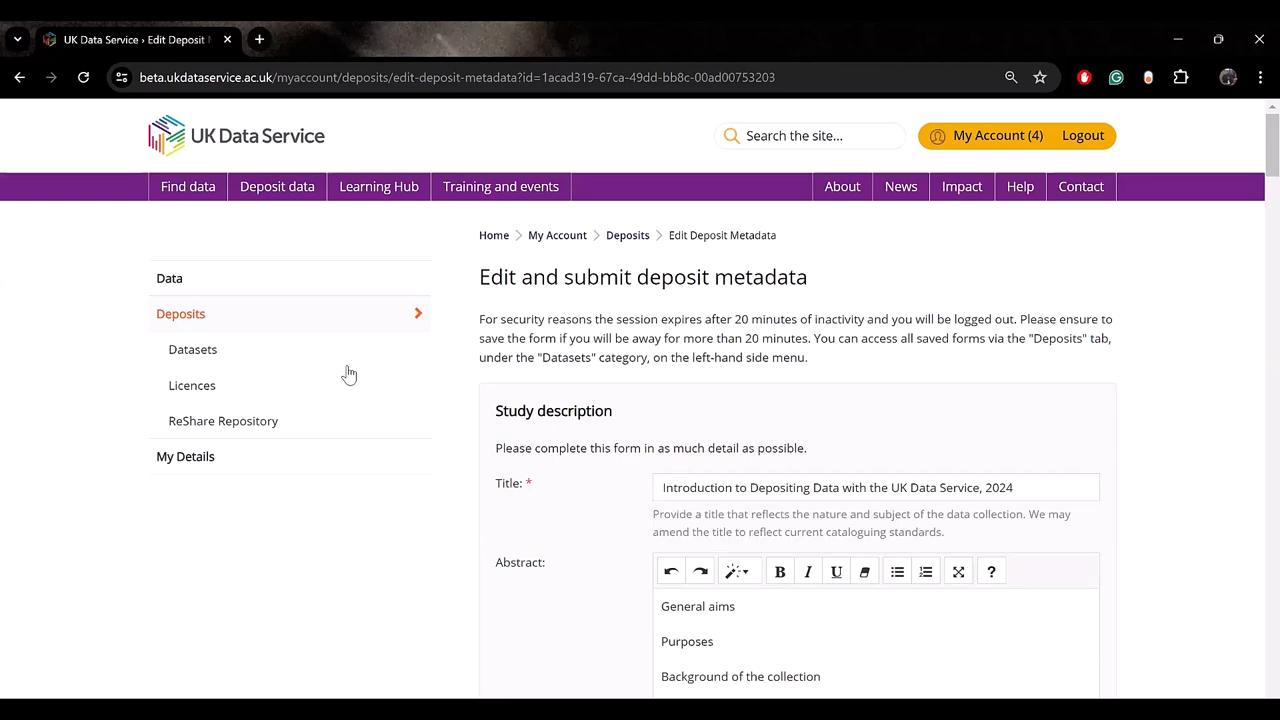 UK Data Service › Edit Deposit M
beta.ukdataservice.ac.uk/myaccount/deposits/edit-deposit-metadata?id=1acad319-67ca-49dd-bb8c-00ad00753203
UK Data Service
Search the site...
My Account (4)
Logout
Find data
Deposit data
Learning Hub
Training and events
About
News
Impact
Help
Contact
Home > My Account > Deposits > Edit Deposit Metadata
Data
Deposits
Datasets
Licences
ReShare Repository
My Details
Edit and submit deposit metadata
For security reasons the session expires after 20 minutes of inactivity and you will be logged out. Please ensure to
save the form if you will be away for more than 20 minutes. You can access all saved forms via the "Deposits" tab,
under the "Datasets" category, on the left-hand side menu.
Study description
Please complete this form in as much detail as possible.
Title: *
Introduction to Depositing Data with the UK Data Service, 2024
Provide a title that reflects the nature and subject of the data collection. We may
amend the title to reflect current cataloguing standards.
Abstract:
B I U ?
General aims
Purposes
Background of the collection